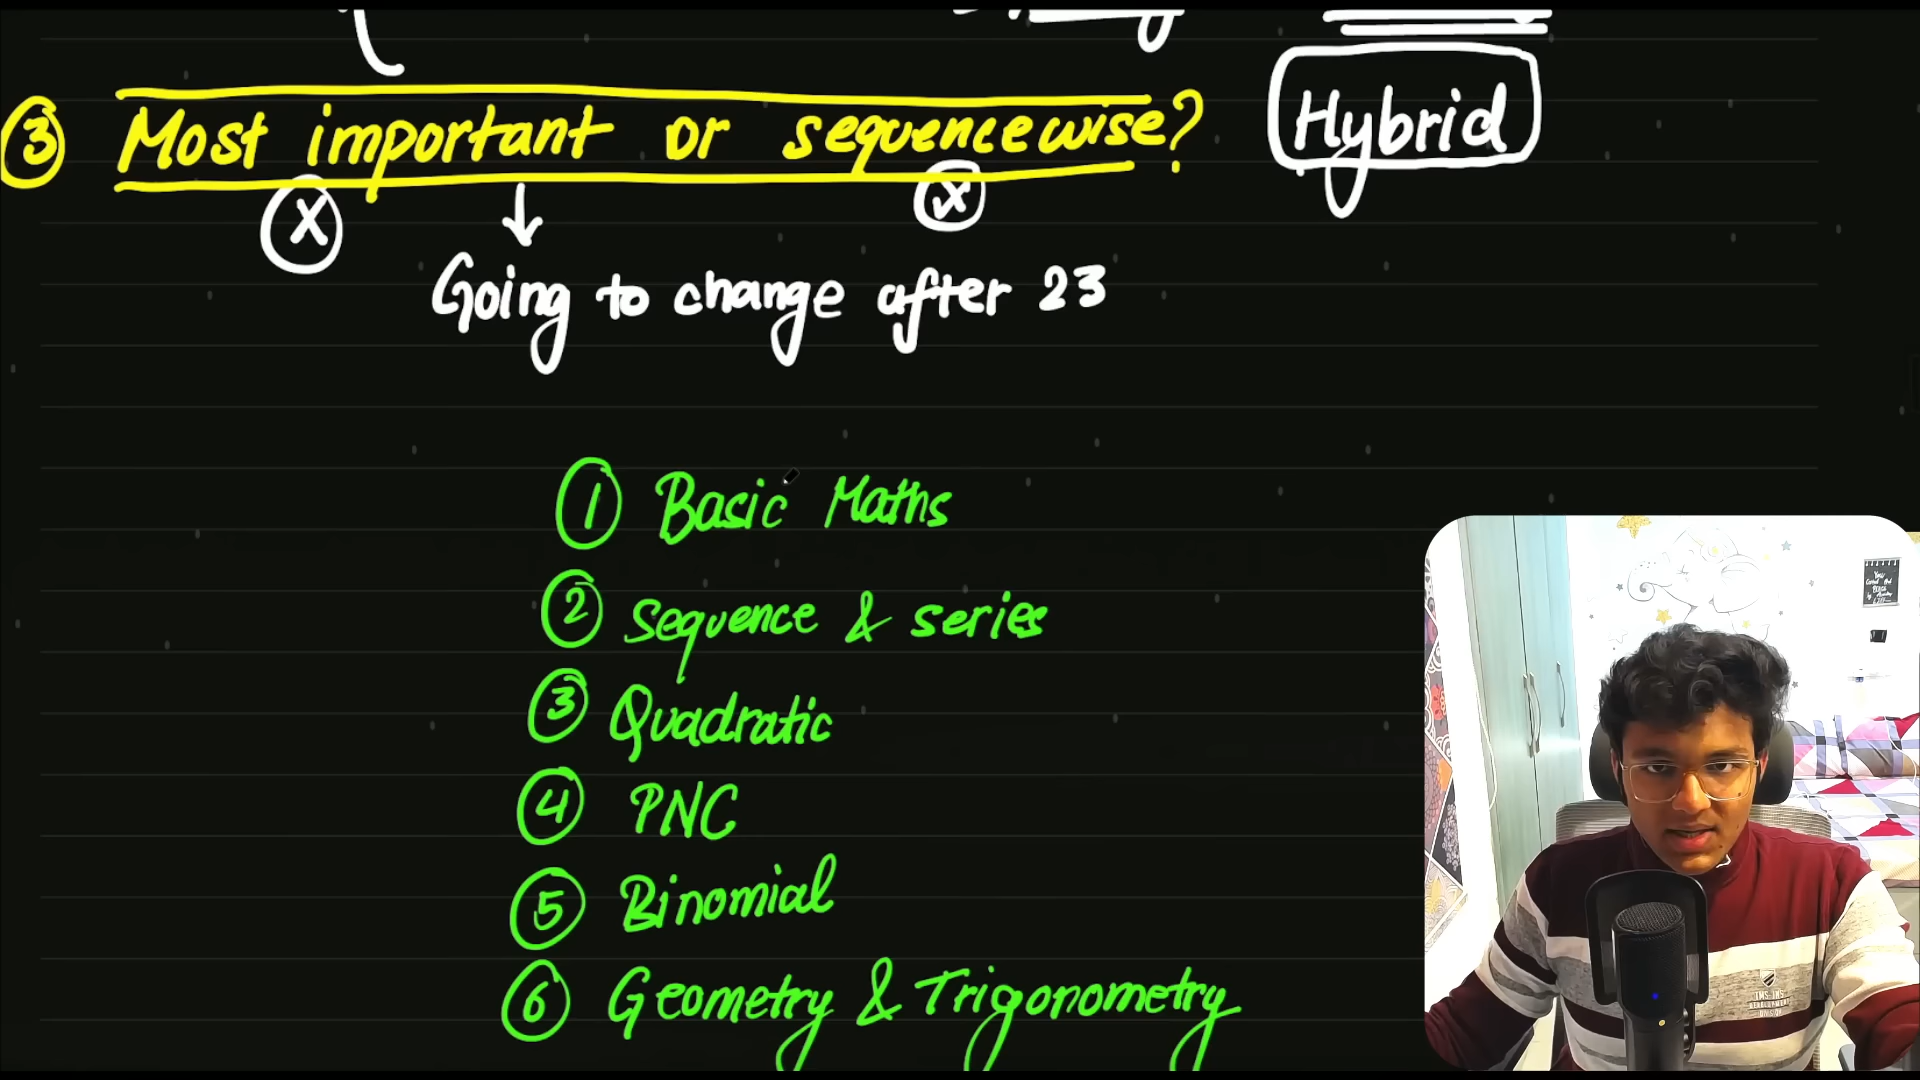 ③ Most important or sequencewise? Hybrid
X X
↓
Going to change after 23
① Basic Maths
② Sequence & series
③ Quadratic
④ PNC
⑤ Binomial
⑥ Geometry & Trigonometry